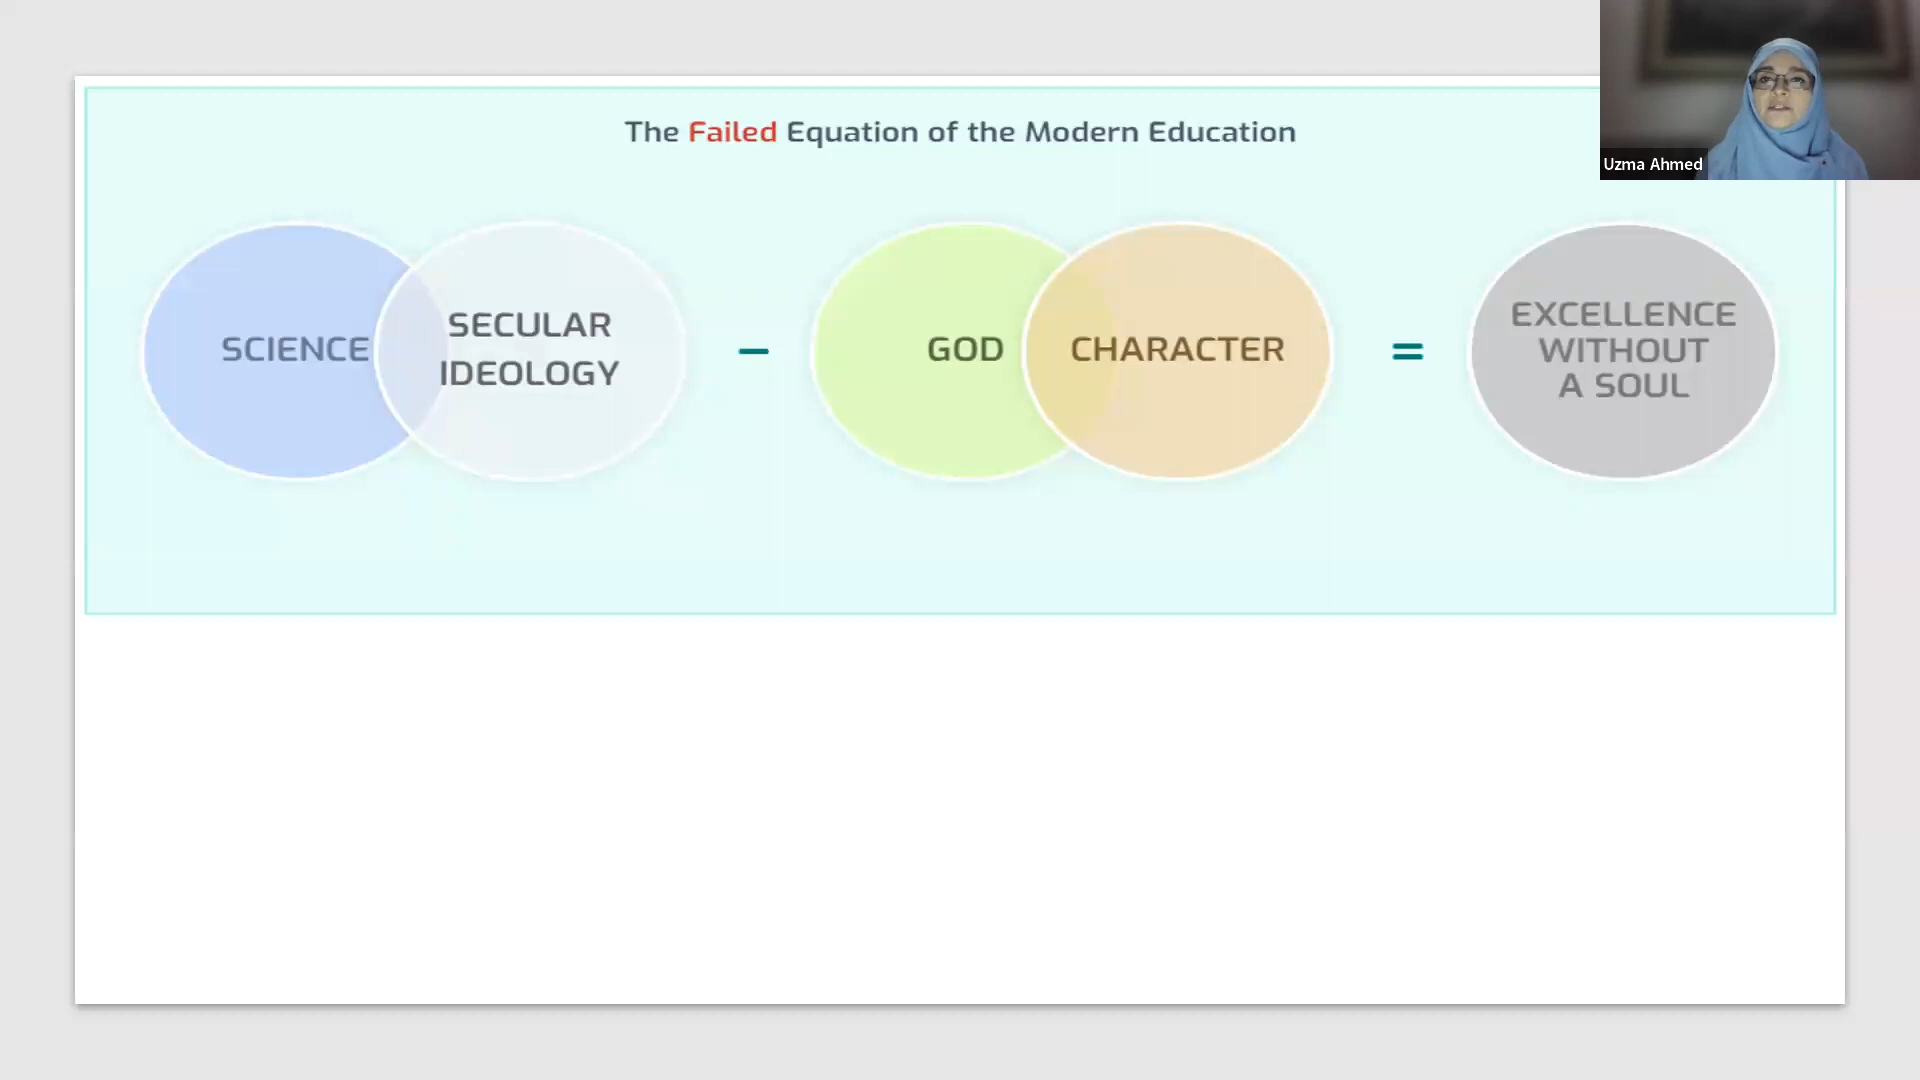 The Failed Equation of the Modern Education
Uzma Ahmed
SCIENCE
SECULAR
IDEOLOGY
–
GOD
CHARACTER
=
EXCELLENCE
WITHOUT
A SOUL